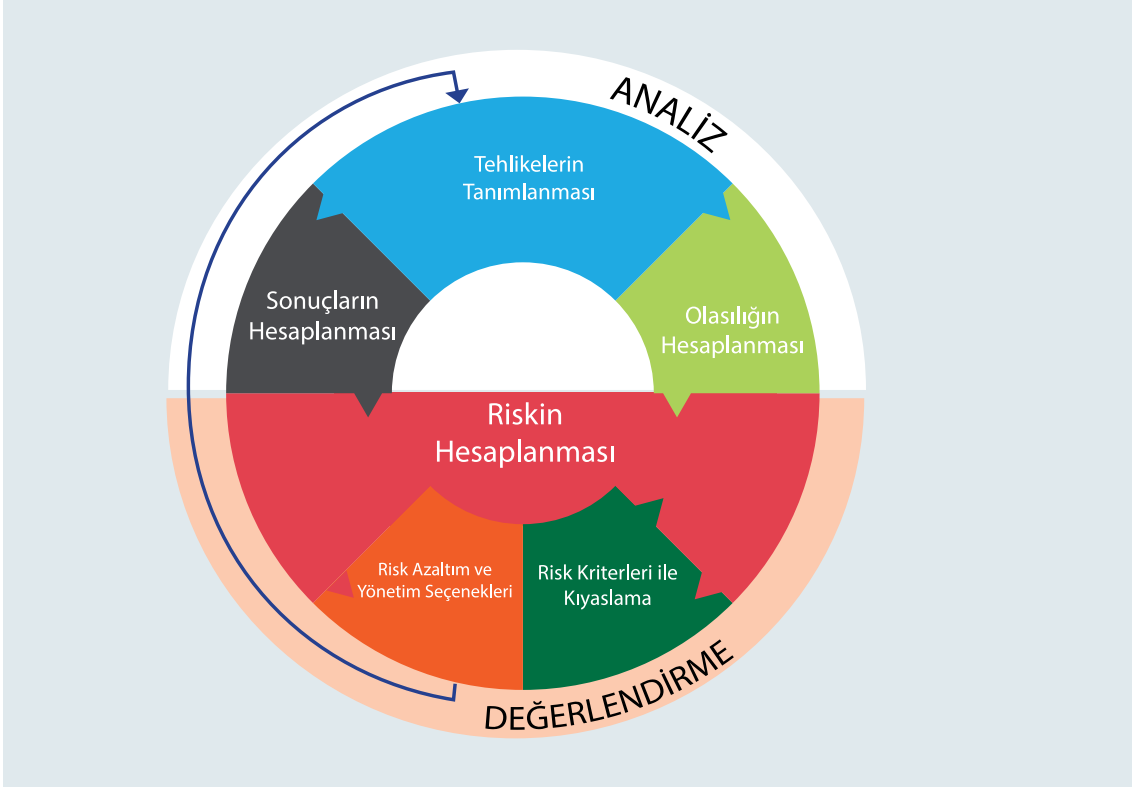 ANALİZ
Tehlikelerin
Tanımlanması
Sonuçların
Hesaplanması
Olasılığın
Hesaplanması
Riskin
Hesaplanması
Risk Azaltım ve
Yönetim Seçenekleri
Risk Kriterleri ile
Kıyaslama
DEĞERLENDİRME